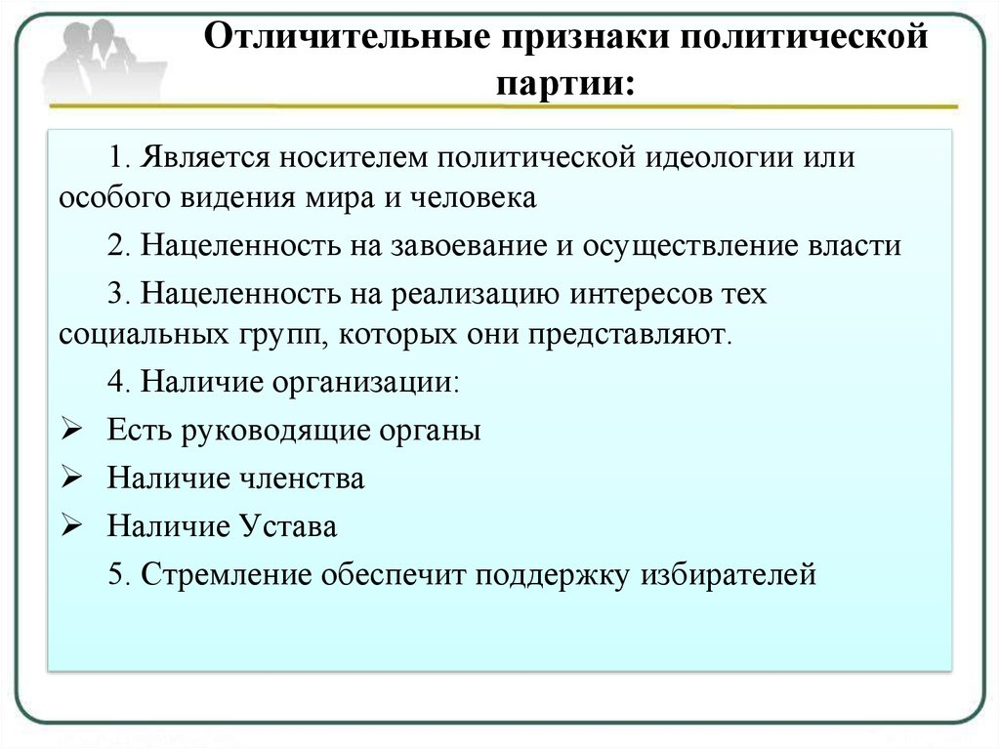 Отличительные признаки политической
партии:
1. Является носителем политической идеологии или
особого видения мира и человека
2. Нацеленность на завоевание и осуществление власти
3. Нацеленность на реализацию интересов тех
социальных групп, которых они представляют.
4. Наличие организации:
➢ Есть руководящие органы
➢ Наличие членства
➢ Наличие Устава
5. Стремление обеспечит поддержку избирателей